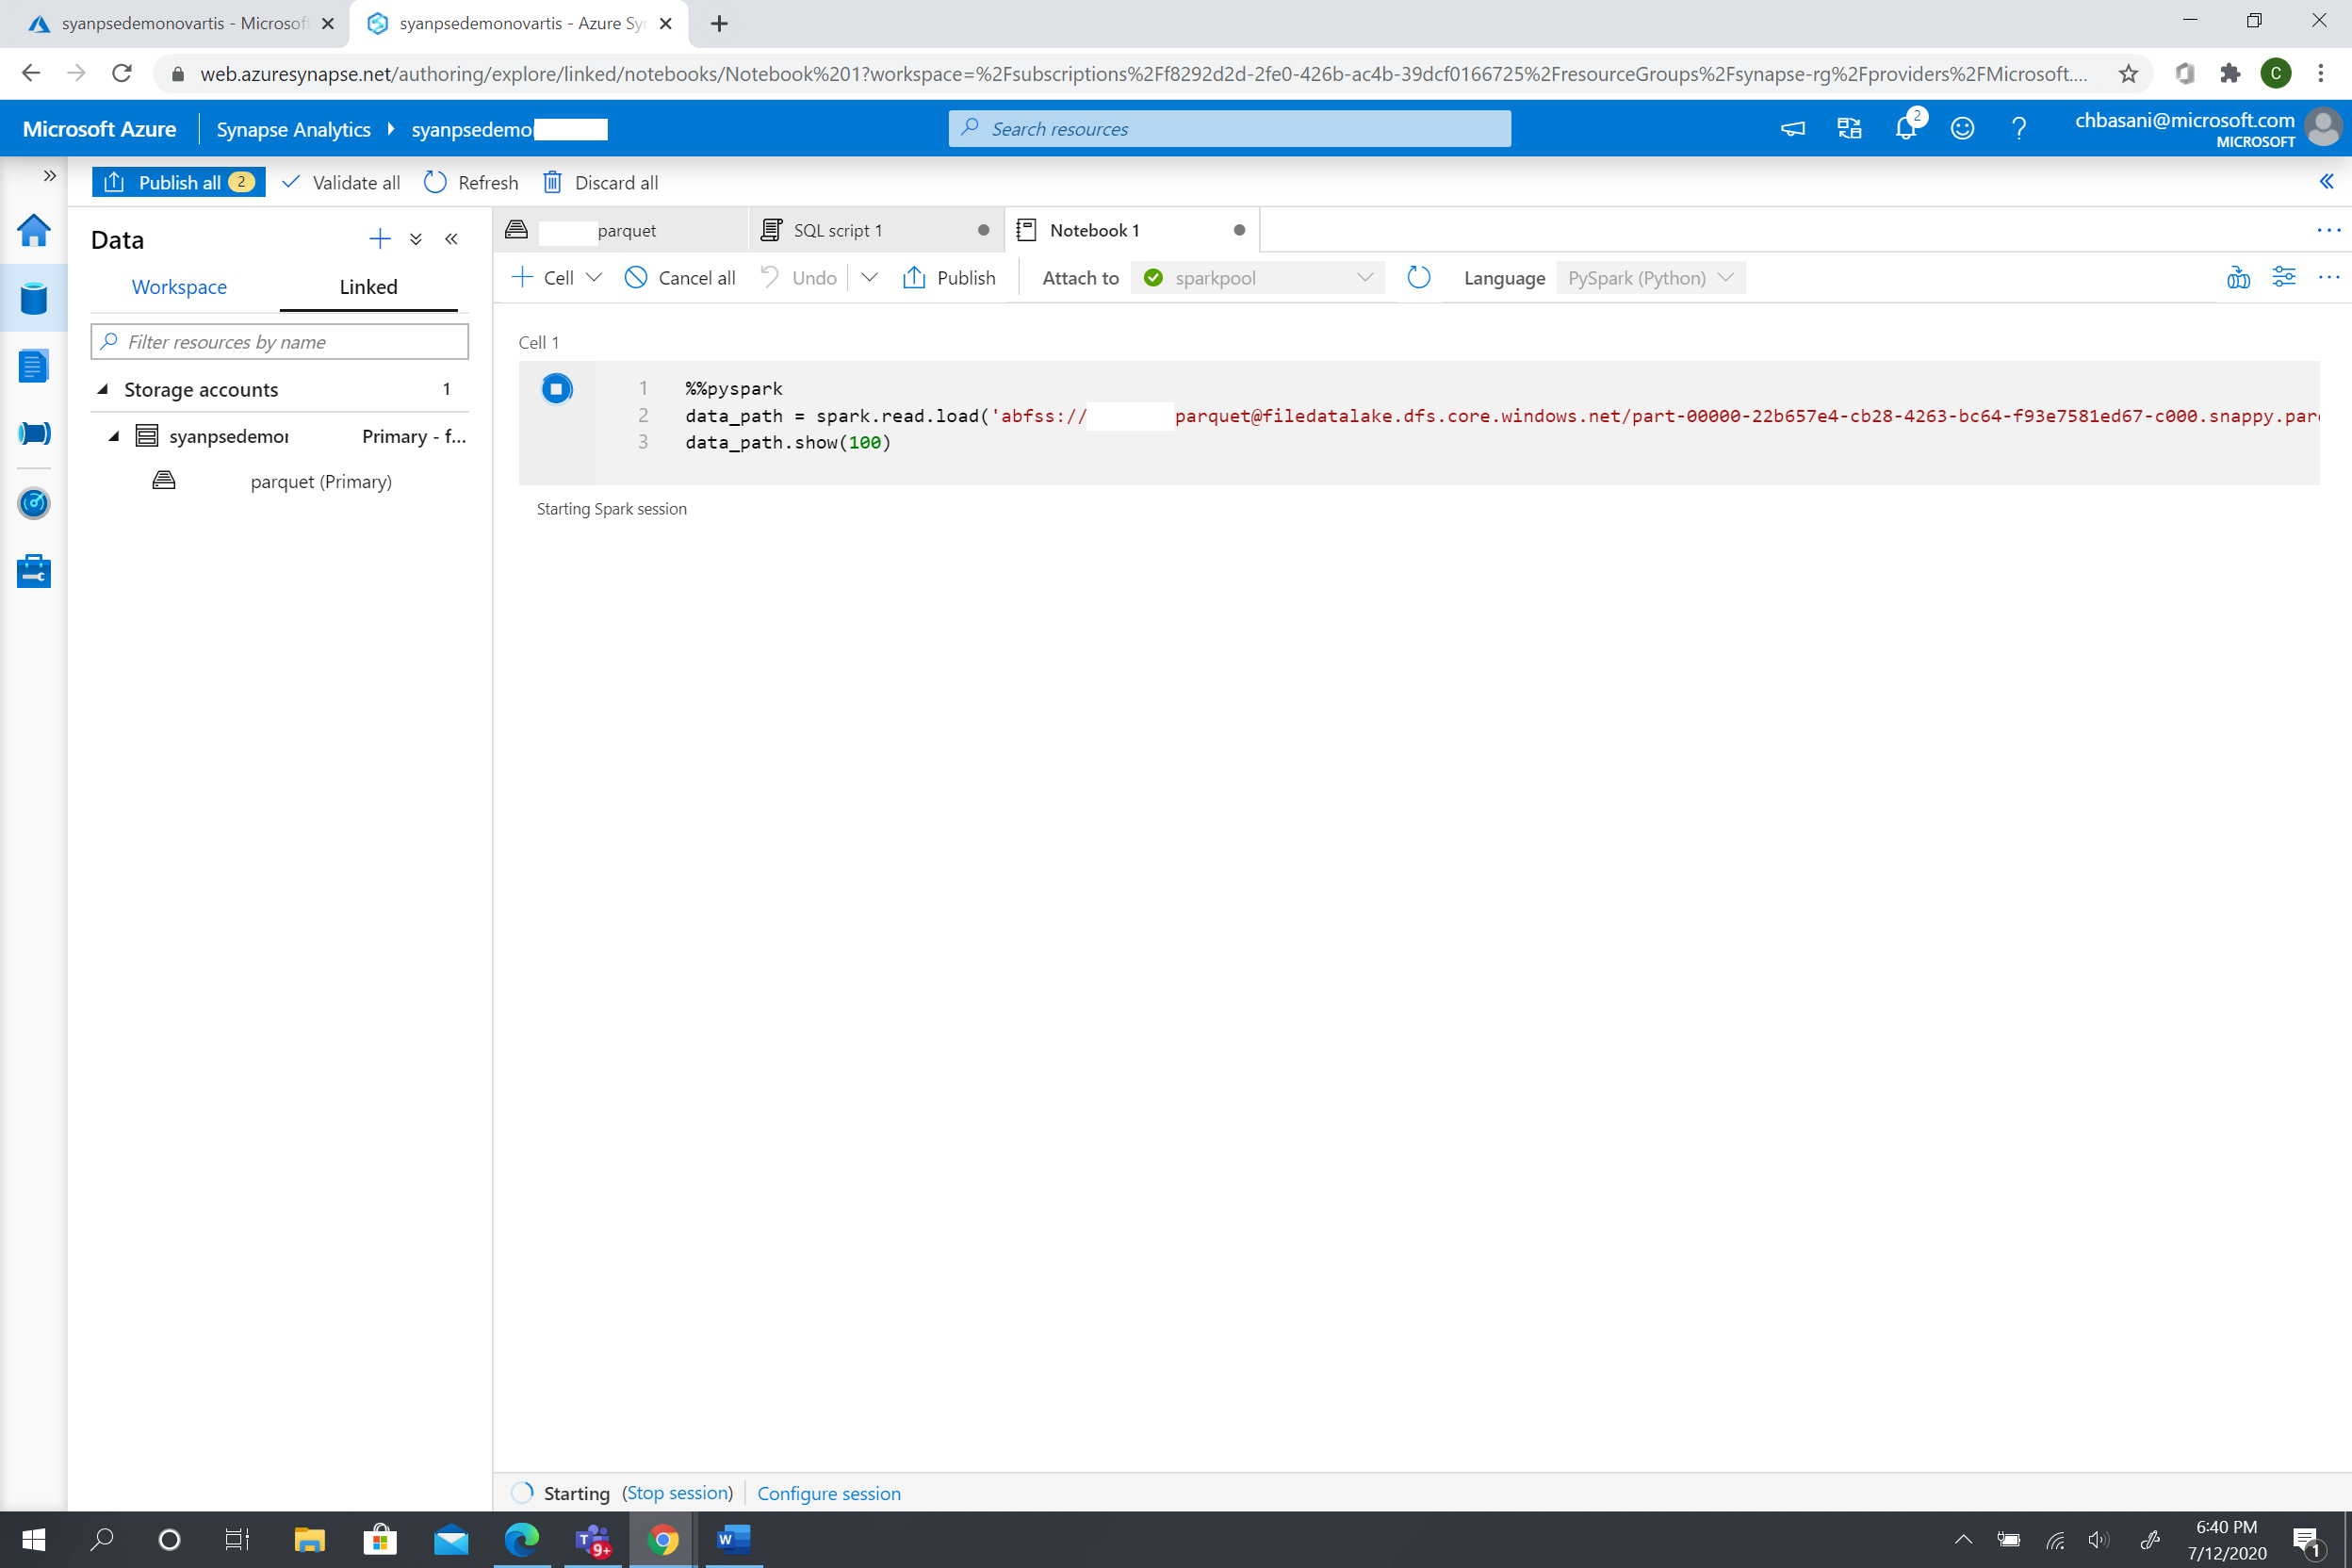 syanpsedemonovartis - Microsof
syanpsedemonovartis - Azure Sy
web.azuresynapse.net/authoring/explore/linked/notebooks/Notebook%201?workspace=%2Fsubscriptions%2Ff8292d2d-2fe0-426b-ac4b-39dcf0166725%2FresourceGroups%2Fsynapse-rg%2Fproviders%2FMicrosoft....
C
Microsoft Azure
Synapse Analytics
syanpsedemo
Search resources
2
chbasani@microsoft.com
MICROSOFT
Publish all 2
Validate all
Refresh
Discard all
Data
Workspace
Linked
Filter resources by name
Storage accounts 1
syanpsedemor
Primary - f...
parquet (Primary)
parquet
SQL script 1
Notebook 1
Cell
Cancel all
Undo
Publish
Attach to
sparkpool
Language
PySpark (Python)
Cell 1
1 %%pyspark
2 data_path = spark.read.load('abfss:// parquet@filedatalake.dfs.core.windows.net/part-00000-22b657e4-cb28-4263-bc64-f93e7581ed67-c000.snappy.par
3 data_path.show(100)
Starting Spark session
Starting (Stop session)
Configure session
T
9+
W
6:40 PM
7/12/2020
1